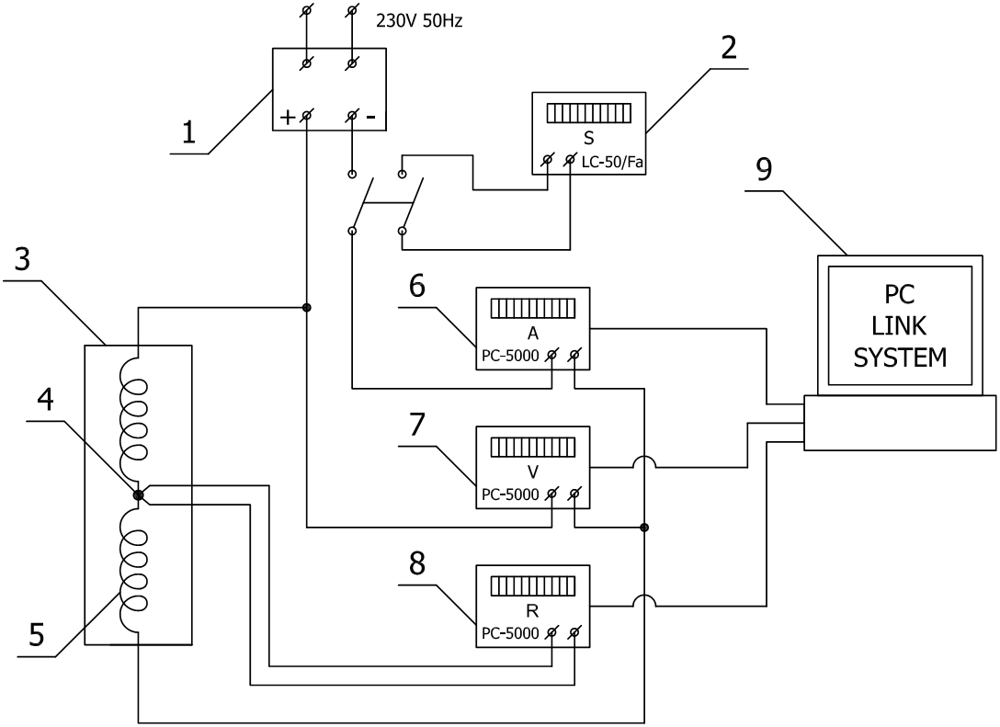 230V 50Hz
2
+ -
1
S
LC-50/Fa
9
3
6
A
PC-5000
PC
LINK
SYSTEM
4
7
V
PC-5000
8
R
PC-5000
5